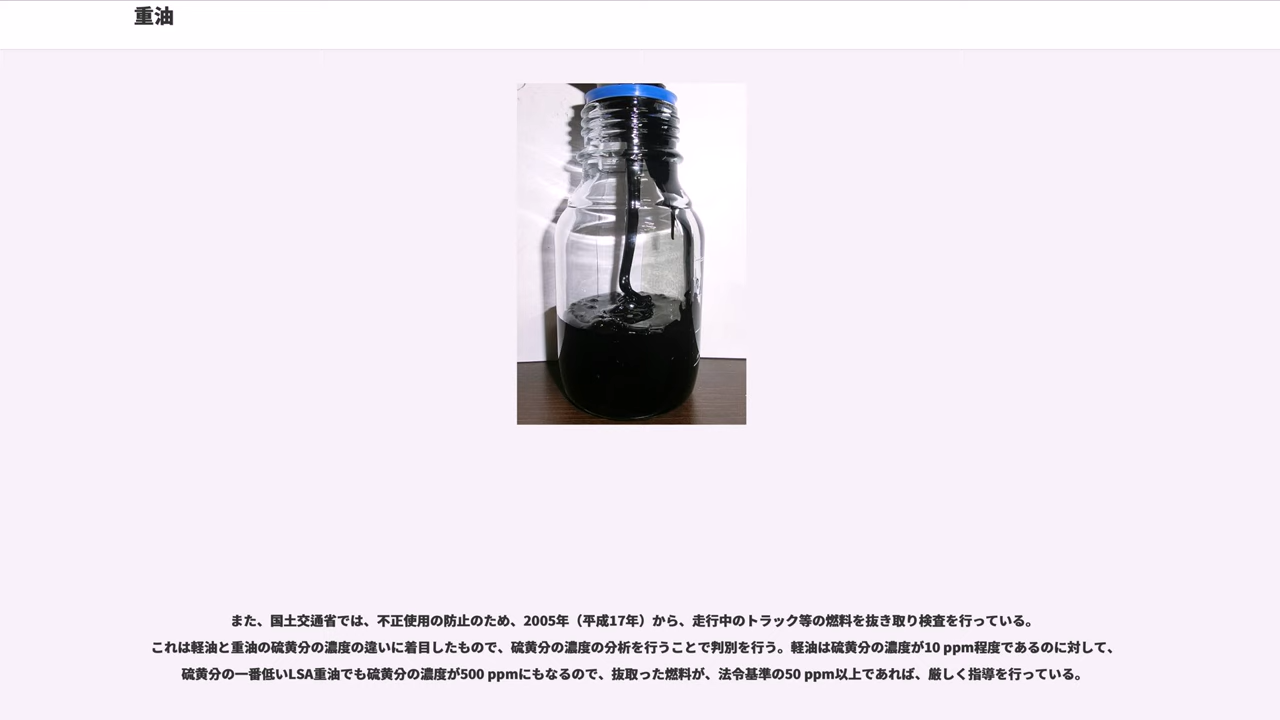 重油
また、国土交通省では、不正使用の防止のため、2005年（平成17年）から、走行中のトラック等の燃料を抜き取り検査を行っている。
これは軽油と重油の硫黄分の濃度の違いに着目したもので、硫黄分の濃度の分析を行うことで判別を行う。軽油は硫黄分の濃度が10 ppm程度であるのに対して、
硫黄分の一番低いLSA重油でも硫黄分の濃度が500 ppmにもなるので、抜取った燃料が、法令基準の50 ppm以上であれば、厳しく指導を行っている。